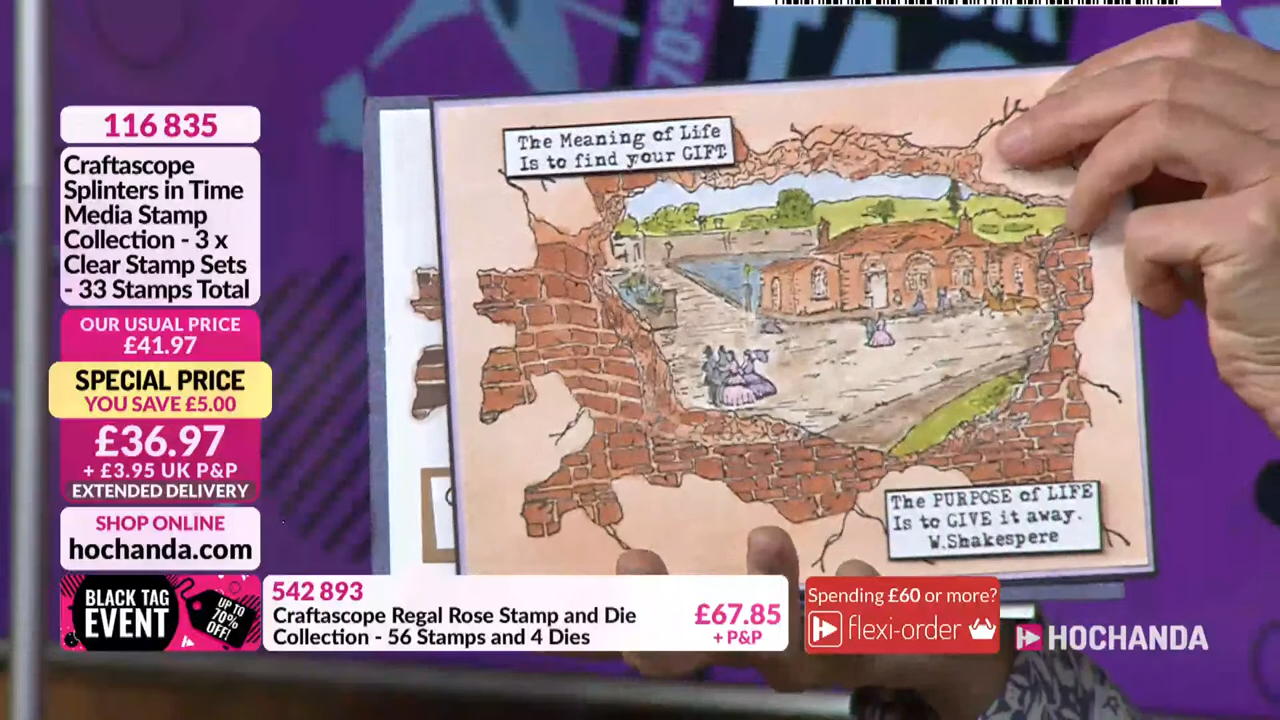 116 835
Craftascope
Splinters in Time
Media Stamp
Collection - 3 x
Clear Stamp Sets
- 33 Stamps Total
OUR USUAL PRICE
£41.97
SPECIAL PRICE
YOU SAVE £5.00
£36.97
+ £3.95 UK P&P
EXTENDED DELIVERY
SHOP ONLINE
hochanda.com
BLACK TAG
EVENT
UP TO
70%
OFF!
542 893
Craftascope Regal Rose Stamp and Die
Collection - 56 Stamps and 4 Dies
£67.85
+ P&P
Spending £60 or more?
flexi-order
HOCHANDA
70%
The Meaning of Life
Is to find your GIFT
The PURPOSE of LIFE
Is to GIVE it away.
W.Shakespere